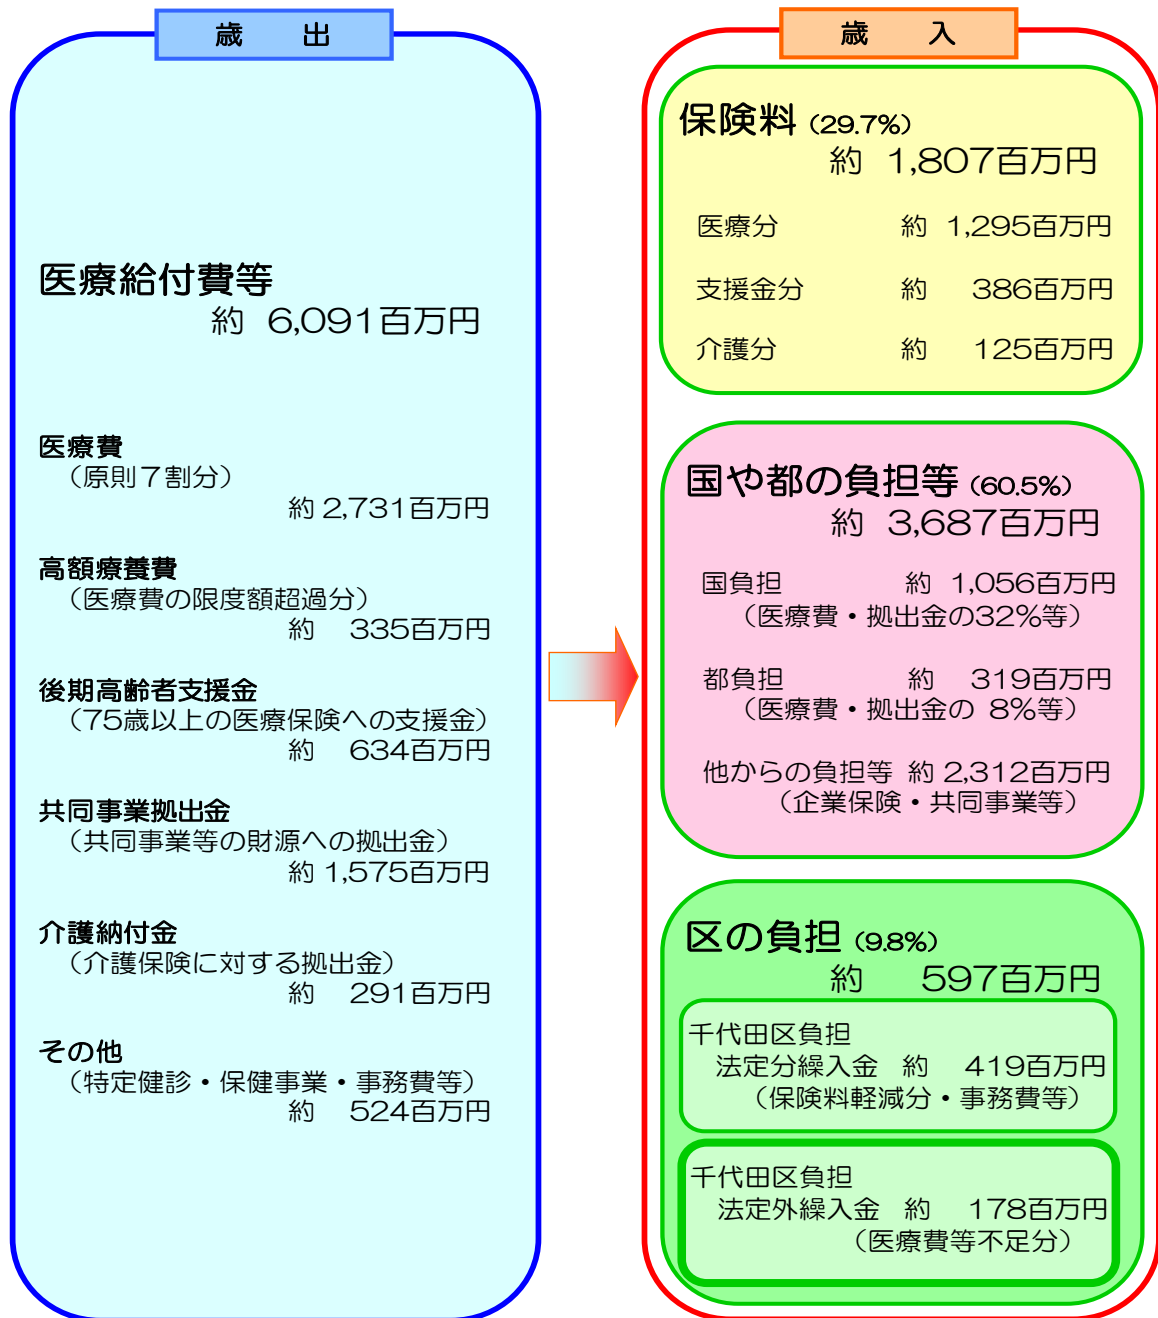 歳　出
医療給付費等
約 6,091百万円
医療費
（原則７割分）
約 2,731百万円
高額療養費
（医療費の限度額超過分）
約 335百万円
後期高齢者支援金
（75歳以上の医療保険への支援金）
約 634百万円
共同事業拠出金
（共同事業等の財源への拠出金）
約 1,575百万円
介護納付金
（介護保険に対する拠出金）
約 291百万円
その他
（特定健診・保健事業・事務費等）
約 524百万円
歳　入
保険料（29.7%）
約 1,807百万円
医療分 約 1,295百万円
支援金分 約 386百万円
介護分 約 125百万円
国や都の負担等（60.5%）
約 3,687百万円
国負担 約 1,056百万円
（医療費・拠出金の32%等）
都負担 約 319百万円
（医療費・拠出金の 8%等）
他からの負担等 約 2,312百万円
（企業保険・共同事業等）
区の負担（9.8%）
約 597百万円
千代田区負担
法定分繰入金 約 419百万円
（保険料軽減分・事務費等）
千代田区負担
法定外繰入金 約 178百万円
（医療費等不足分）